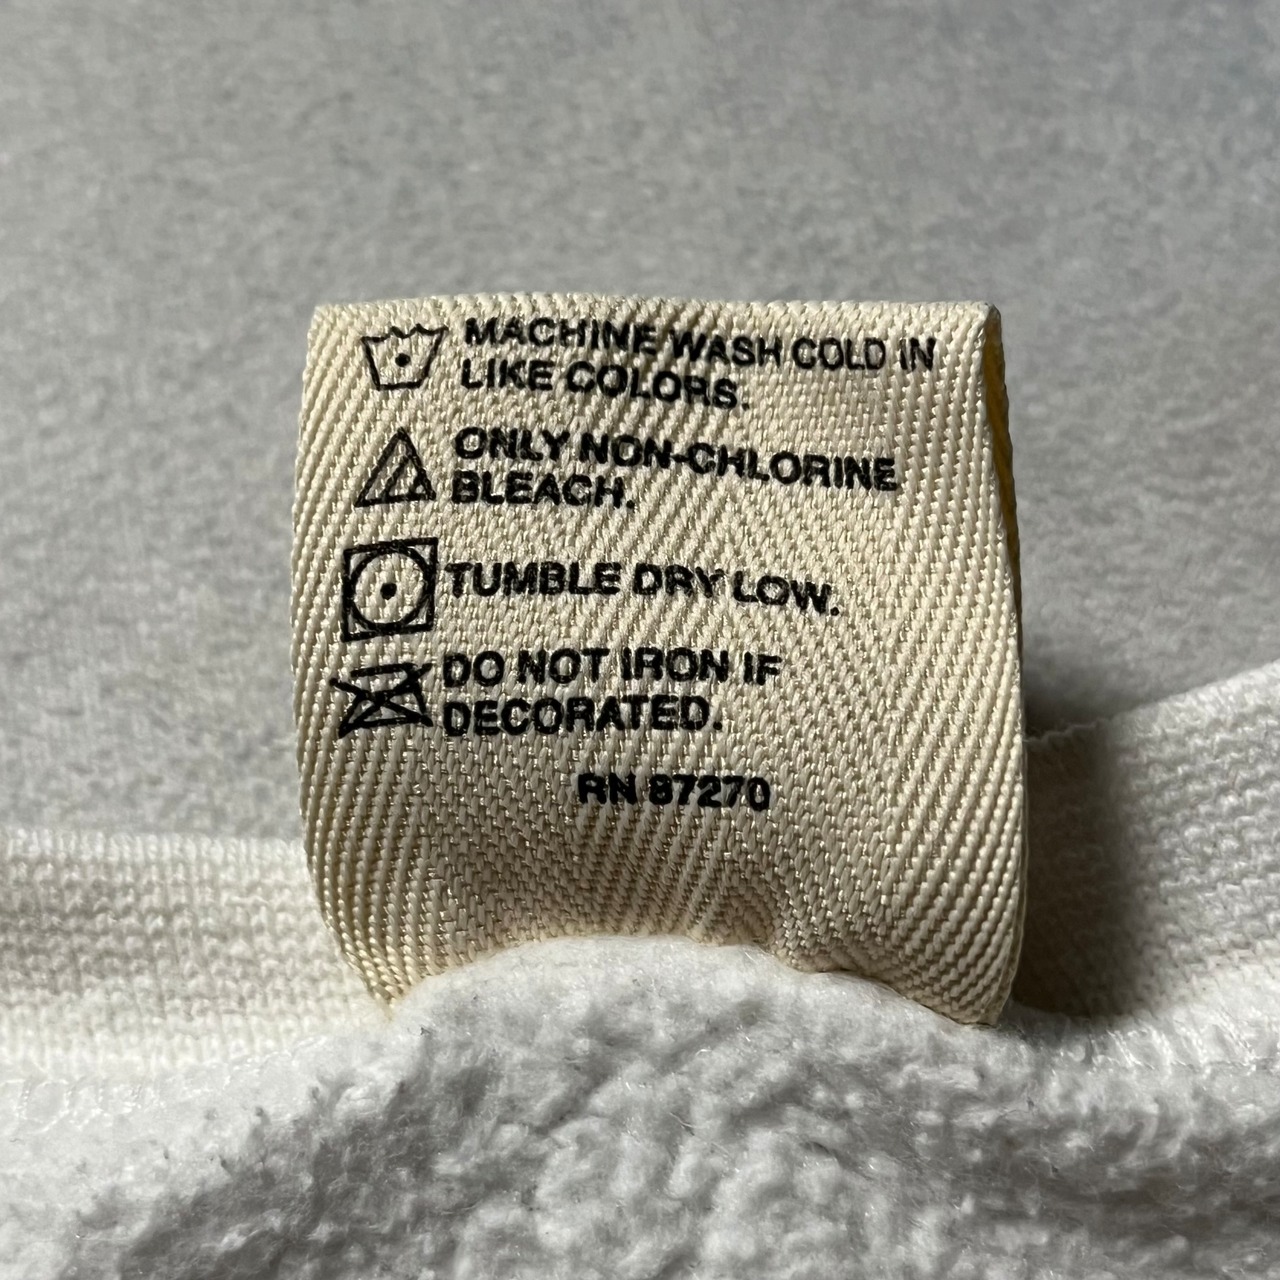 MACHINE WASH COLD IN
LIKE COLORS.
ONLY NON-CHLORINE
BLEACH.
TUMBLE DRY LOW.
DO NOT IRON IF
DECORATED.
RN 87270